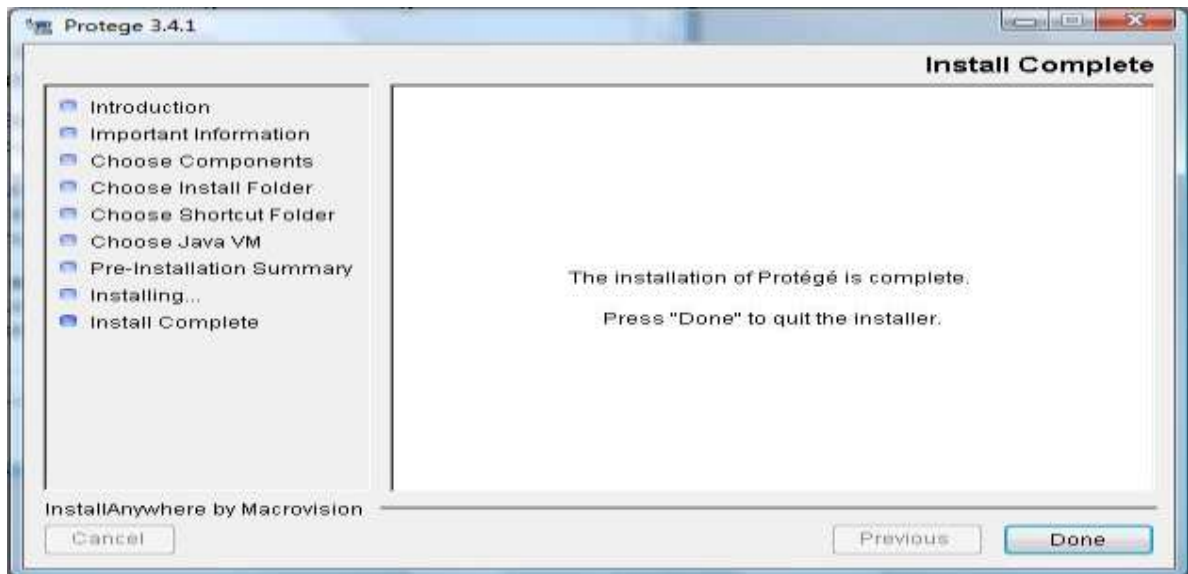 Protege 3.4.1
Install Complete
Introduction
Important Information
Choose Components
Choose Install Folder
Choose Shortcut Folder
Choose Java VM
Pre-Installation Summary
Installing...
Install Complete
The installation of Protégé is complete.
Press "Done" to quit the installer.
InstallAnywhere by Macrovision
Cancel
Previous
Done